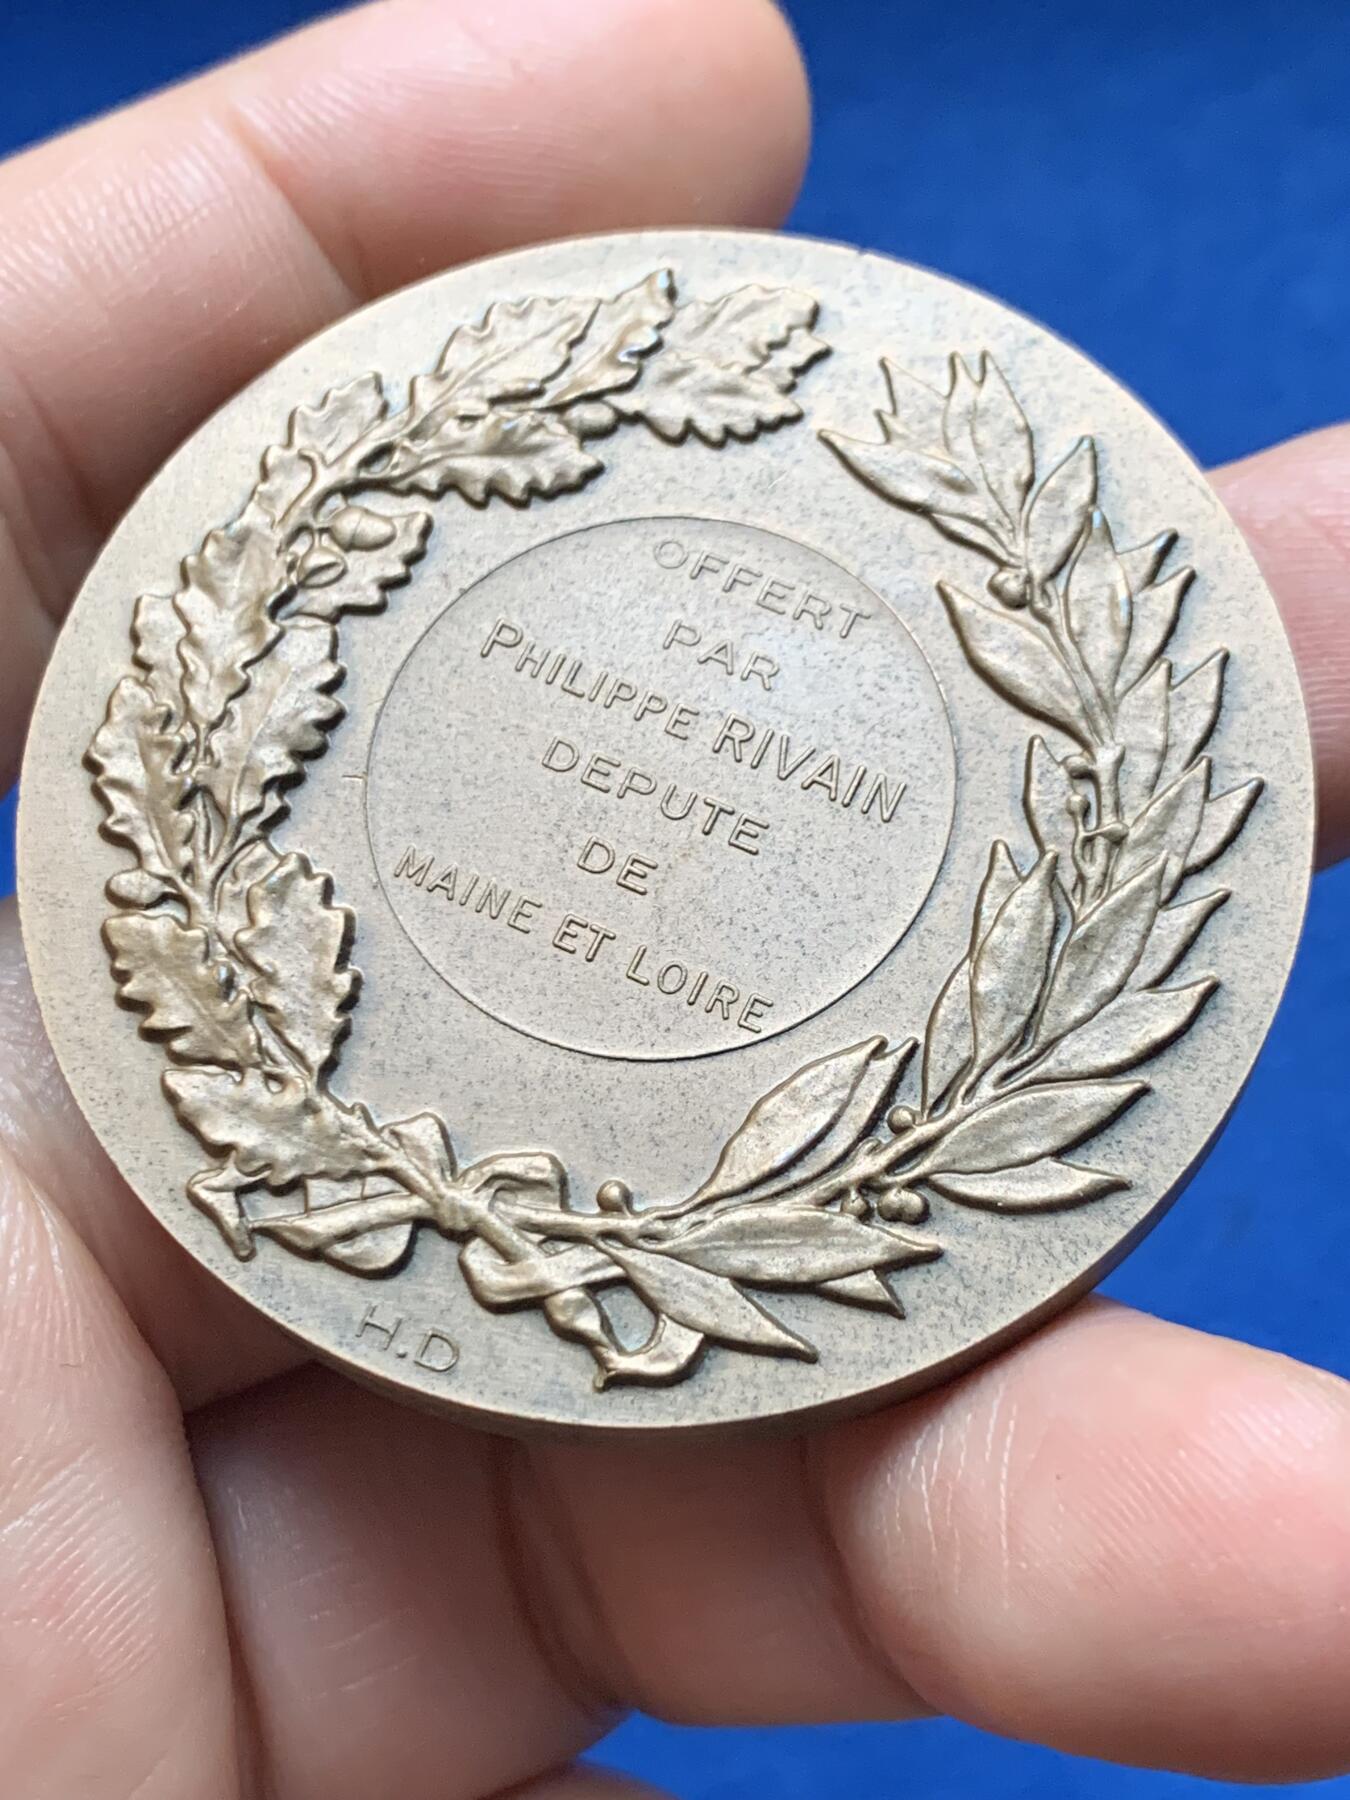 OFFERT
PAR
PHILIPPE RIVAIN
DEPUTE
DE
MAINE ET LOIRE
H.D